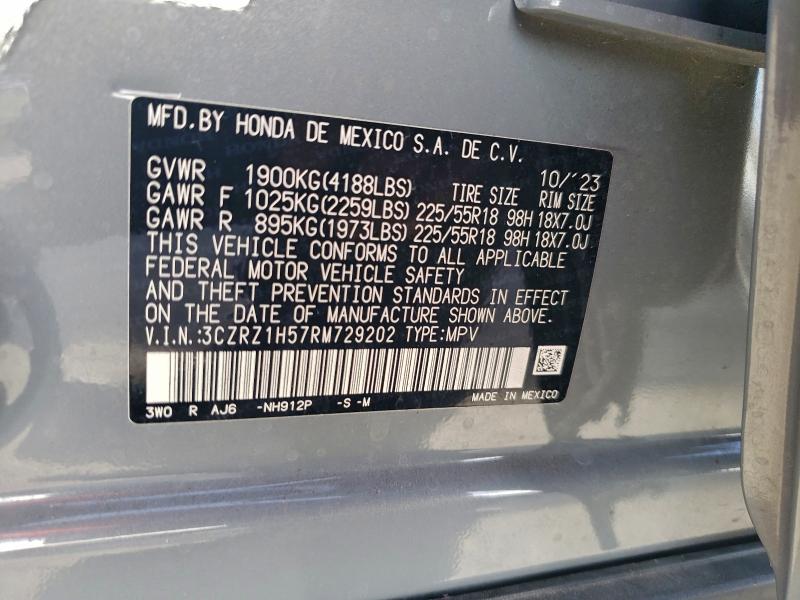 MFD.BY HONDA DE MEXICO S.A. DE C.V.
10/'23
GVWR 1900KG(4188LBS) TIRE SIZE RIM SIZE
GAWR F 1025KG(2259LBS) 225/55R18 98H 18X7.0J
GAWR R 895KG(1973LBS) 225/55R18 98H 18X7.0J
THIS VEHICLE CONFORMS TO ALL APPLICABLE
FEDERAL MOTOR VEHICLE SAFETY
AND THEFT PREVENTION STANDARDS IN EFFECT
ON THE DATE OF MANUFACTURE SHOWN ABOVE.
V.I.N.:3CZRZ1H57RM729202 TYPE:MPV
3WO R AJ6 -NH912P -S -M MADE IN MEXICO